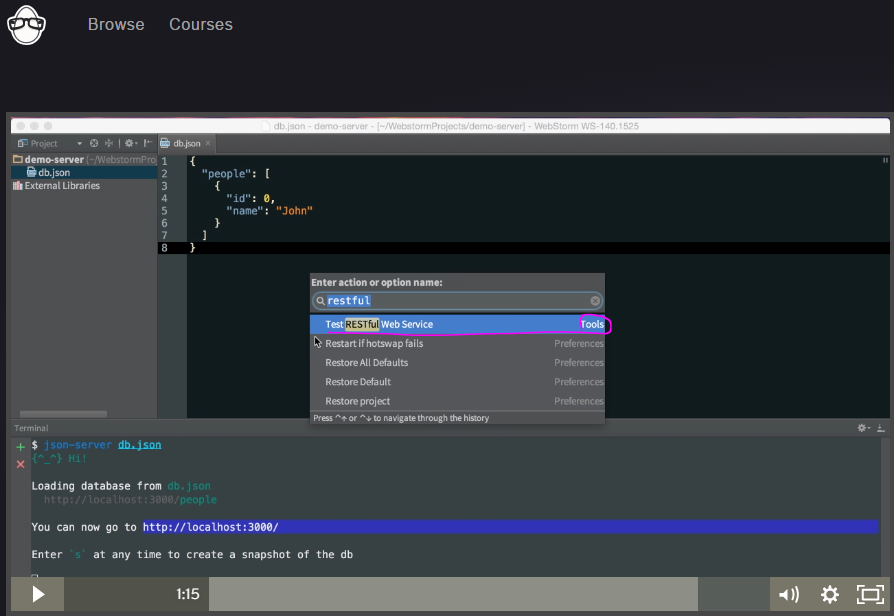 Browse Courses
db.json - demo-server - [~/WebstormProjects/demo-server] - WebStorm WS-140.1525
Project
db.json
demo-server (~/WebstormPro
db.json
External Libraries
1 {
2 "people": [
3 {
4 "id": 0,
5 "name": "John"
6 }
7 ]
8 }
Enter action or option name:
restful
Test RESTful Web Service Tools
Restart if hotswap fails Preferences
Restore All Defaults Preferences
Restore Default Preferences
Restore project Preferences
Press ^↑ or ^↓ to navigate through the history
Terminal
$ json-server db.json
{^_^} Hi!
Loading database from db.json
http://localhost:3000/people
You can now go to http://localhost:3000/
Enter `s` at any time to create a snapshot of the db
1:15